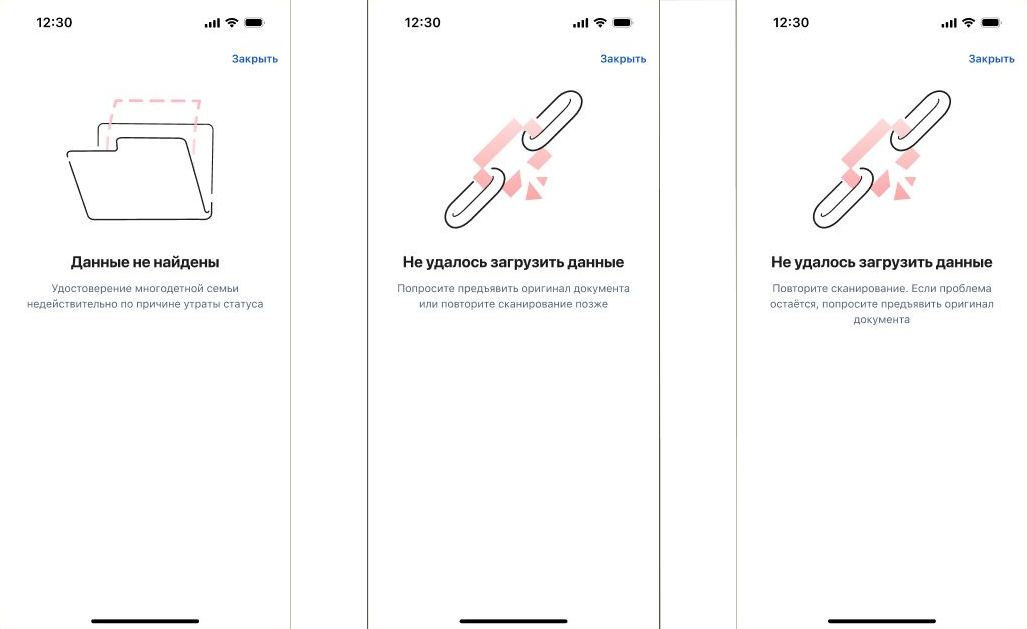 12:30
Закрыть
Данные не найдены
Удостоверение многодетной семьи
недействительно по причине утраты статуса
12:30
Закрыть
Не удалось загрузить данные
Попросите предъявить оригинал документа
или повторите сканирование позже
12:30
Закрыть
Не удалось загрузить данные
Повторите сканирование. Если проблема
остаётся, попросите предъявить оригинал
документа